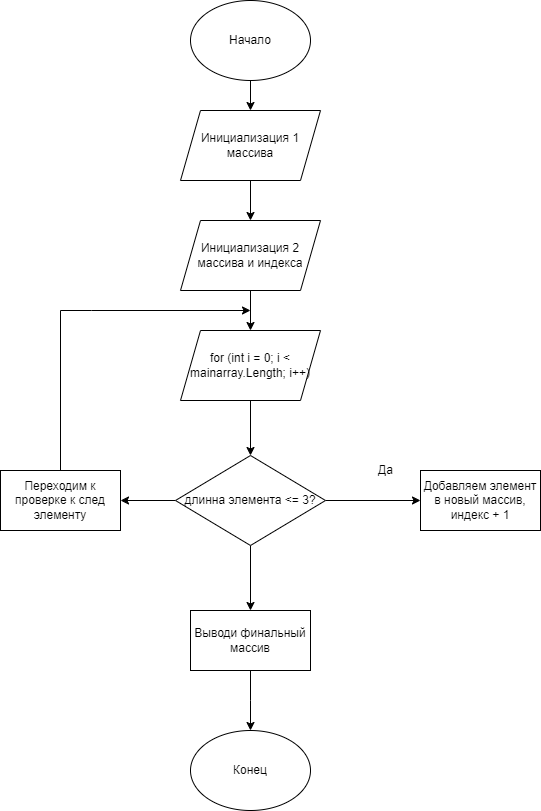 Начало
Инициализация 1
массива
Инициализация 2
массива и индекса
for (int i = 0; i <
mainarray.Length; i++)
Да
Переходим к
проверке к след
элементу
длинна элемента <= 3?
Добавляем элемент
в новый массив,
индекс + 1
Выводи финальный
массив
Конец